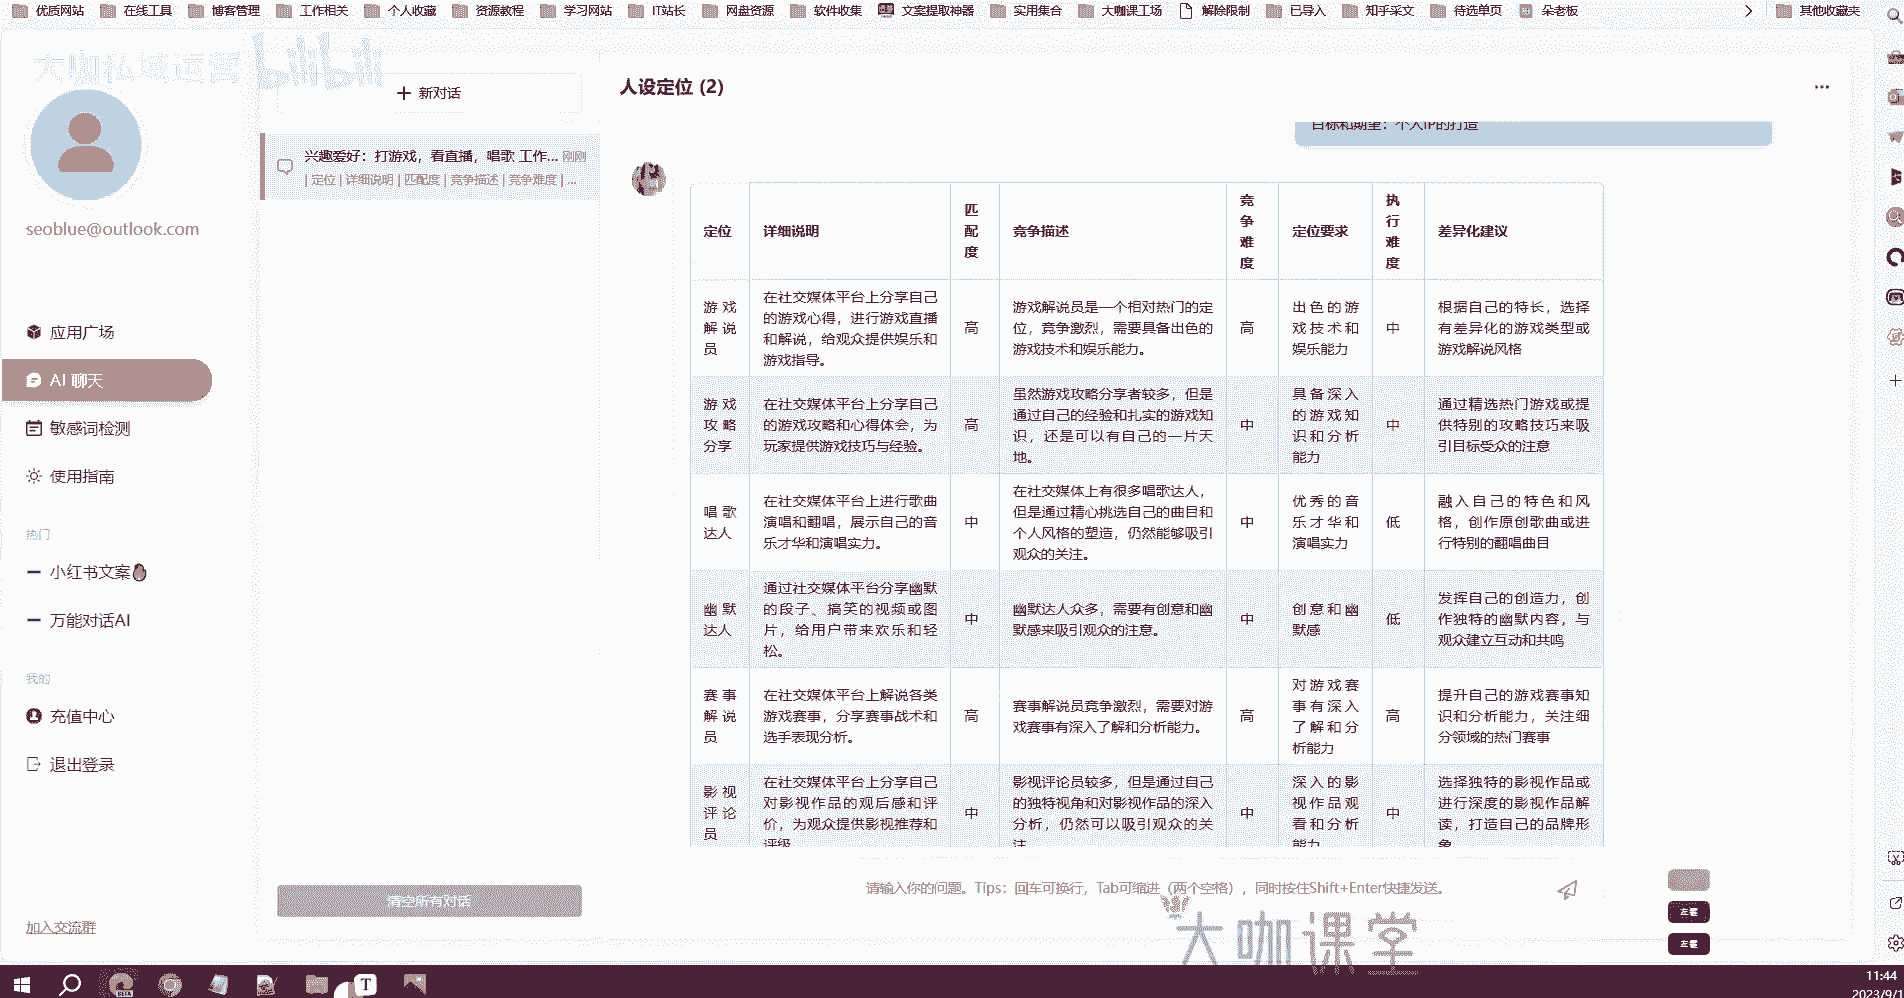 优质网站 在线工具 博客管理 工作相关 个人收藏 资源教程 学习网站 IT站长 网盘资源 软件收集 文案提取神器 实用集合 大咖课工场 解除限制 已导入 知乎采文 待选单页 朵老板 其他收藏夹
大咖私域运营 bilibili
+ 新对话
人设定位 (2)
...
目标和期望：个人IP的打造
兴趣爱好：打游戏，看直播，唱歌 工作... 刚刚
| 定位 | 详细说明 | 匹配度 | 竞争描述 | 竞争难度 | ...
seoblue@outlook.com
应用广场
AI 聊天
敏感词检测
使用指南
热门
小红书文案
万能对话AI
我的
充值中心
退出登录
加入交流群
清空所有对话
定位
详细说明
匹
配
度
竞争描述
竞
争
难
度
定位要求
执
行
难
度
差异化建议
游戏
解说
员
在社交媒体平台上分享自己
的游戏心得，进行游戏直播
和解说，给观众提供娱乐和
游戏指导。
高
游戏解说员是一个相对热门的定
位，竞争激烈，需要具备出色的
游戏技术和娱乐能力。
高
出色的游
戏技术和
娱乐能力
中
根据自己的特长，选择
有差异化的游戏类型或
游戏解说风格
游戏
攻略
分享
在社交媒体平台上分享自己
的游戏攻略和心得体会，为
玩家提供游戏技巧与经验。
高
虽然游戏攻略分享者较多，但是
通过自己的经验和扎实的游戏知
识，还是可以有自己的一片天
地。
中
具备深入
的游戏知
识和分析
能力
中
通过精选热门游戏或提
供特别的攻略技巧来吸
引目标受众的注意
唱歌
达人
在社交媒体平台上进行歌曲
演唱和翻唱，展示自己的音
乐才华和演唱实力。
中
在社交媒体上有很多唱歌达人，
但是通过精心挑选自己的曲目和
个人风格的塑造，仍然能够吸引
观众的关注。
中
优秀的音
乐才华和
演唱实力
低
融入自己的特色和风
格，创作原创歌曲或进
行特别的翻唱曲目
幽默
达人
通过社交媒体平台分享幽默
的段子、搞笑的视频或图
片，给用户带来欢乐和轻
松。
中
幽默达人众多，需要有创意和幽
默感来吸引观众的注意。
中
创意和幽
默感
低
发挥自己的创造力，创
作独特的幽默内容，与
观众建立互动和共鸣
赛事
解说
员
在社交媒体平台上解说各类
游戏赛事，分享赛事战术和
选手表现分析。
高
赛事解说员竞争激烈，需要对游
戏赛事有深入了解和分析能力。
高
对游戏赛
事有深入
了解和分
析能力
高
提升自己的游戏赛事知
识和分析能力，关注细
分领域的热门赛事
影视
评论
员
在社交媒体平台上分享自己
对影视作品的观后感和评
价，为观众提供影视推荐和
评级
中
影视评论员较多，但是通过自己
的独特视角和对影视作品的深入
分析，仍然可以吸引观众的关
注
中
深入的影
视作品观
看和分析
能力
中
选择独特的影视作品或
进行深度的影视作品解
读，打造自己的品牌形
象
请输入你的问题。Tips：回车可换行，Tab可缩进（两个空格），同时按住Shift+Enter快捷发送。
大咖课堂
左键
左键
11:44
2023/9/1